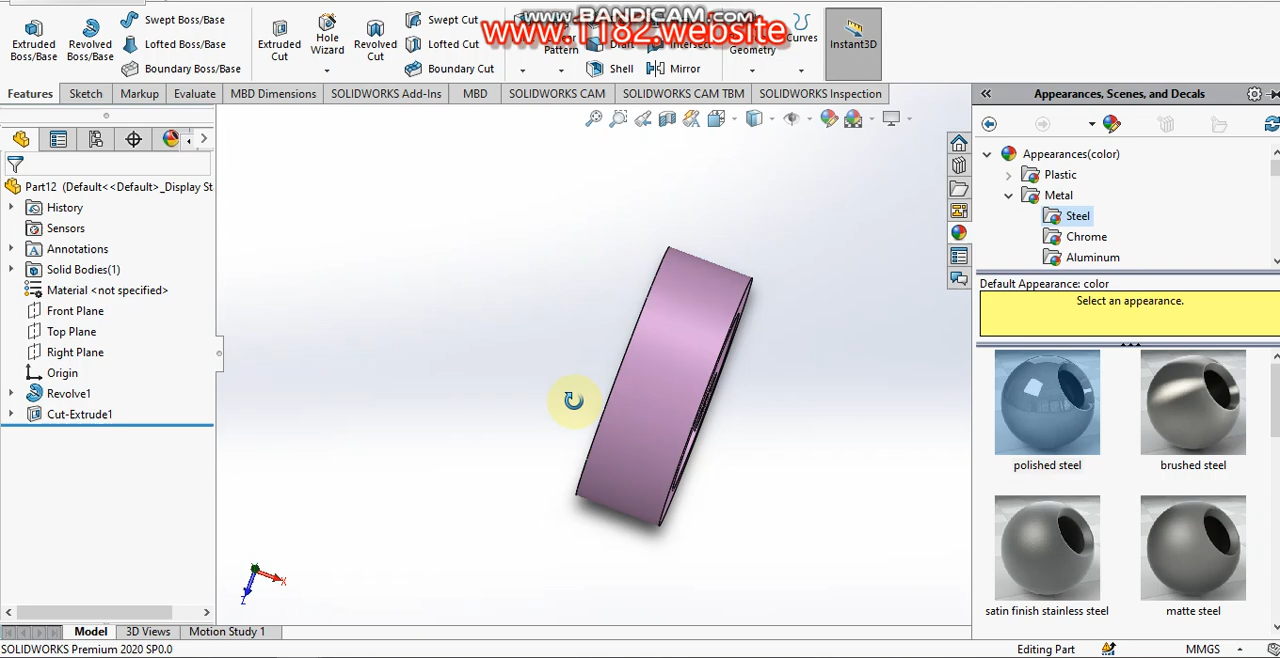 www.BANDICAM.com
www.1182.website
Extruded Boss/Base
Revolved Boss/Base
Swept Boss/Base
Lofted Boss/Base
Boundary Boss/Base
Extruded Cut
Hole Wizard
Revolved Cut
Swept Cut
Lofted Cut
Boundary Cut
Pattern
Draft
Shell
Intersect
Mirror
Geometry
Curves
Instant3D
Features
Sketch
Markup
Evaluate
MBD Dimensions
SOLIDWORKS Add-Ins
MBD
SOLIDWORKS CAM
SOLIDWORKS CAM TBM
SOLIDWORKS Inspection
Part12 (Default<<Default>_Display St
History
Sensors
Annotations
Solid Bodies(1)
Material <not specified>
Front Plane
Top Plane
Right Plane
Origin
Revolve1
Cut-Extrude1
X
Z
Appearances, Scenes, and Decals
Appearances(color)
Plastic
Metal
Steel
Chrome
Aluminum
Default Appearance: color
Select an appearance.
polished steel
brushed steel
satin finish stainless steel
matte steel
Model
3D Views
Motion Study 1
SOLIDWORKS Premium 2020 SP0.0
Editing Part
MMGS